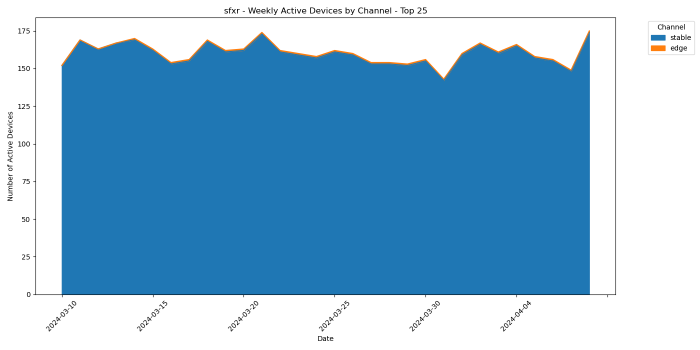 sfxr - Weekly Active Devices by Channel - Top 25
Channel
stable
edge
Number of Active Devices
175
150
125
100
75
50
25
0
2024-03-10
2024-03-15
2024-03-20
2024-03-25
2024-03-30
2024-04-04
Date